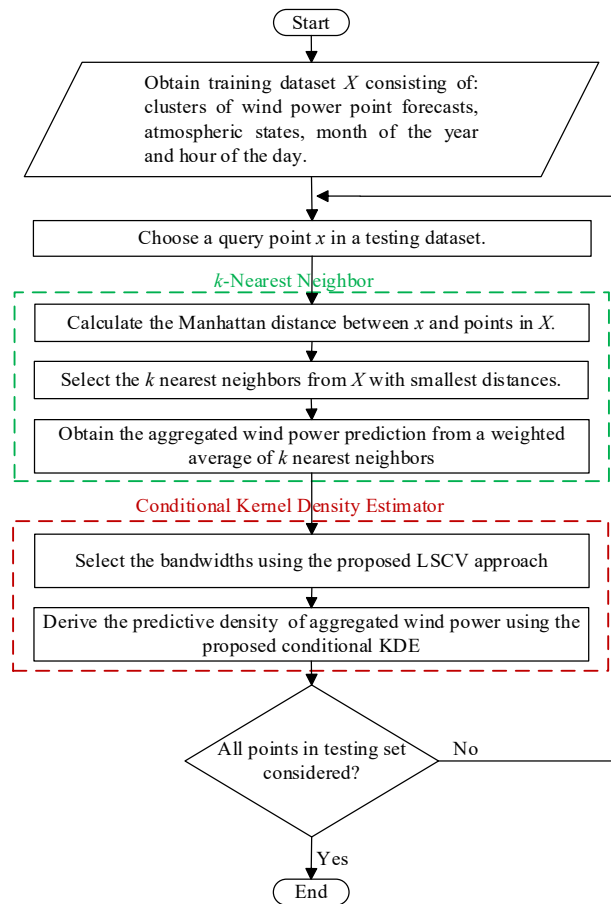 Start
Obtain training dataset X consisting of:
clusters of wind power point forecasts,
atmospheric states, month of the year
and hour of the day.
Choose a query point x in a testing dataset.
k-Nearest Neighbor
Calculate the Manhattan distance between x and points in X.
Select the k nearest neighbors from X with smallest distances.
Obtain the aggregated wind power prediction from a weighted
average of k nearest neighbors
Conditional Kernel Density Estimator
Select the bandwidths using the proposed LSCV approach
Derive the predictive density of aggregated wind power using the
proposed conditional KDE
All points in testing set
considered?
No
Yes
End